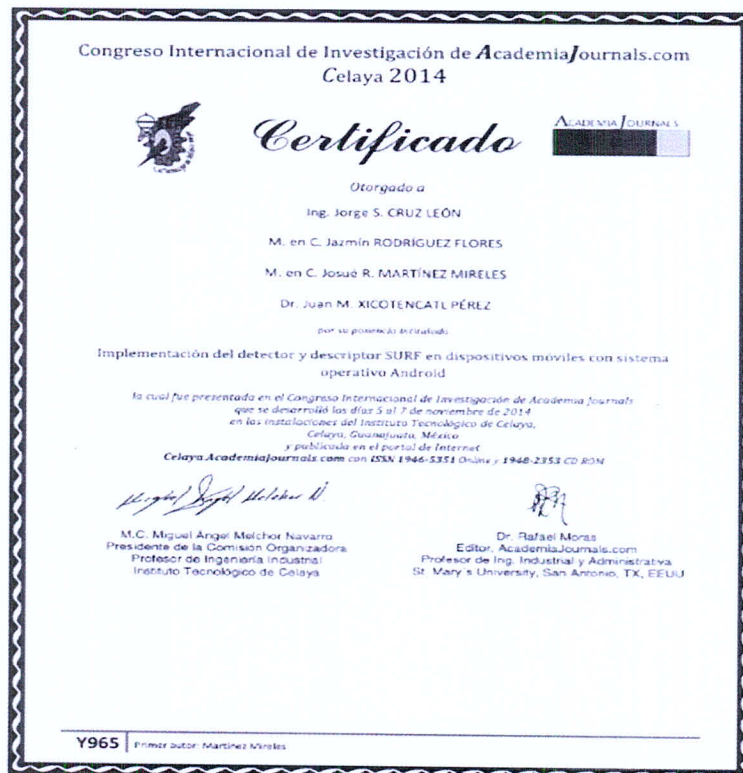 Congreso Internacional de Investigación de AcademiaJournals.com
Celaya 2014
Certificado
ACADEMIA JOURNALS
Otorgado a
Ing. Jorge S. CRUZ LEÓN
M. en C. Jazmín RODRÍGUEZ FLORES
M. en C. Josué R. MARTÍNEZ MIRELES
Dr. Juan M. XICOTENCATL PÉREZ
por su ponencia intitulada
Implementación del detector y descriptor SURF en dispositivos móviles con sistema
operativo Android
la cual fue presentada en el Congreso Internacional de Investigación de Academia Journals
que se desarrolló los días 5 al 7 de noviembre de 2014
en las instalaciones del Instituto Tecnológico de Celaya,
Celaya, Guanajuato, México
y publicada en el portal de Internet
Celaya.AcademiaJournals.com con ISSN 1946-5351 Online y 1948-2353 CD ROM
M.C. Miguel Ángel Melchor Navarro
Presidente de la Comisión Organizadora
Profesor de Ingeniería Industrial
Instituto Tecnológico de Celaya
Dr. Rafael Moras
Editor, AcademiaJournals.com
Profesor de Ing. Industrial y Administrativa
St. Mary's University, San Antonio, TX, EEUU
Y965 Primer autor: Martínez Mireles